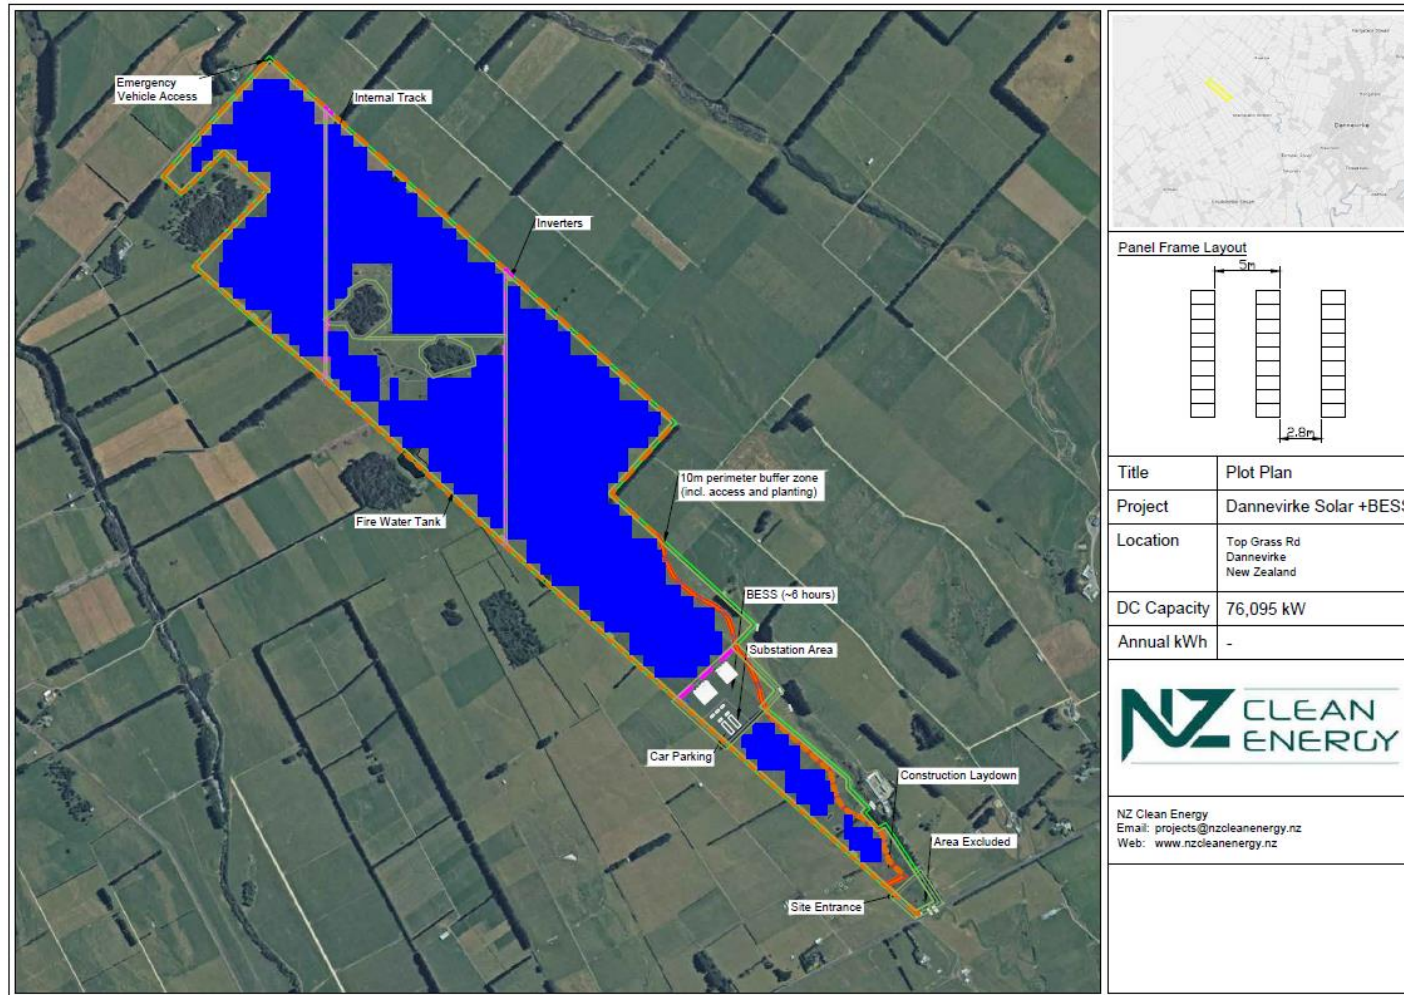 Emergency
Vehicle Access
Internal Track
Inverters
10m perimeter buffer zone
(incl. access and planting)
Fire Water Tank
BESS (~6 hours)
Substation Area
Car Parking
Construction Laydown
Area Excluded
Site Entrance
Dannevirke
Panel Frame Layout
5m
2.8m
Title
Plot Plan
Project
Dannevirke Solar +BESS
Location
Top Grass Rd
Dannevirke
New Zealand
DC Capacity
76,095 kW
Annual kWh
-
NZ CLEAN
ENERGY
NZ Clean Energy
Email: projects@nzcleanenergy.nz
Web: www.nzcleanenergy.nz